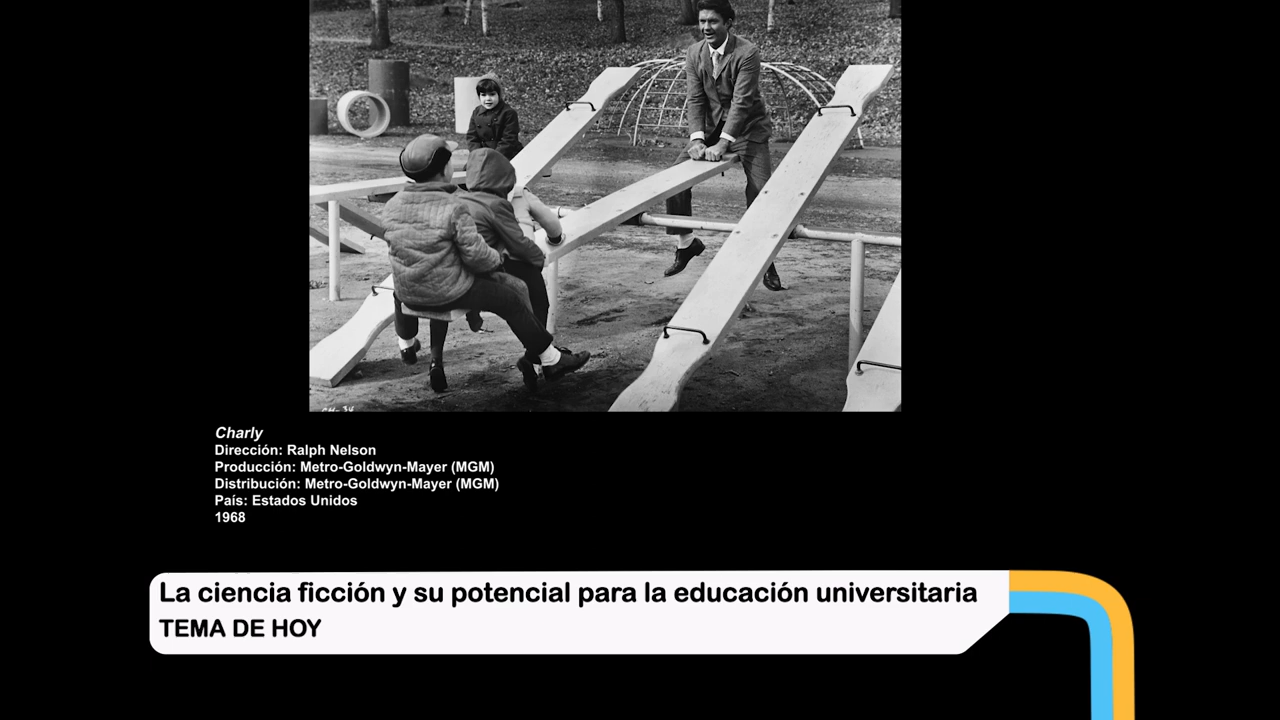 Charly
Dirección: Ralph Nelson
Producción: Metro-Goldwyn-Mayer (MGM)
Distribución: Metro-Goldwyn-Mayer (MGM)
País: Estados Unidos
1968
La ciencia ficción y su potencial para la educación universitaria
TEMA DE HOY